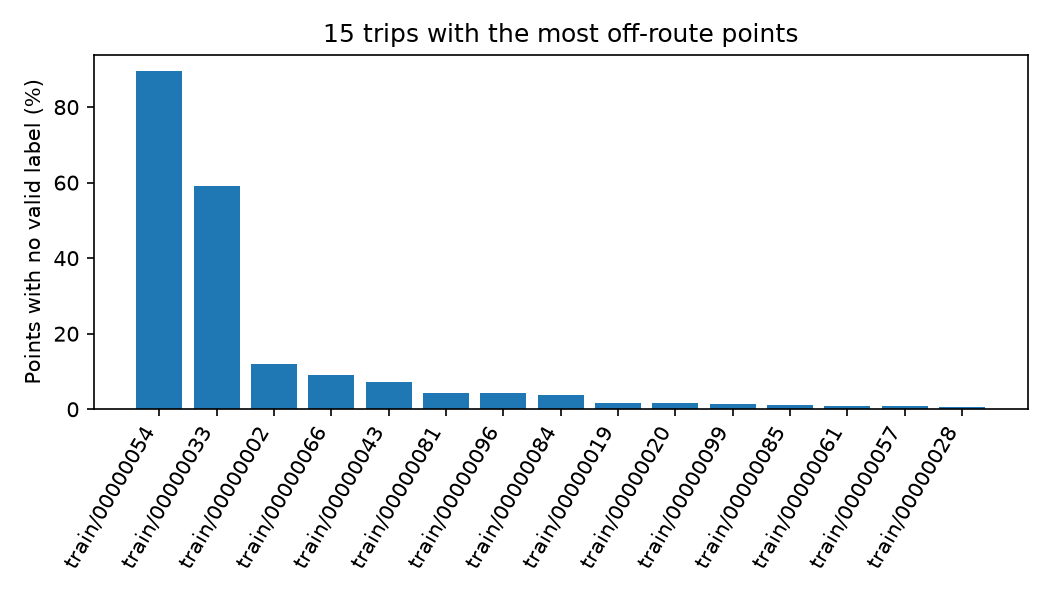 15 trips with the most off-route points
Points with no valid label (%)
80
60
40
20
0
train/00000054
train/00000033
train/00000002
train/00000066
train/00000043
train/00000081
train/00000096
train/00000084
train/00000019
train/00000020
train/00000099
train/00000085
train/00000061
train/00000057
train/00000028